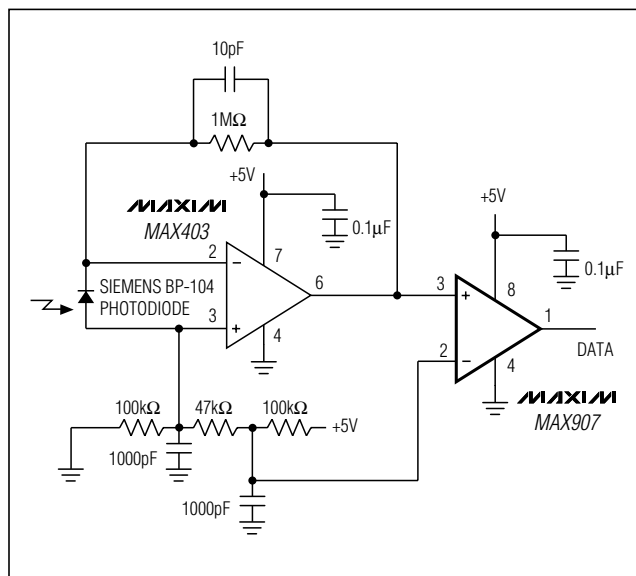 10pF
1MΩ
+5V
MAXIM
MAX403
0.1µF
2
7
6
3
4
SIEMENS BP-104
PHOTODIODE
+5V
0.1µF
3
8
1
2
4
DATA
MAXIM
MAX907
100kΩ
47kΩ
100kΩ
+5V
1000pF
1000pF